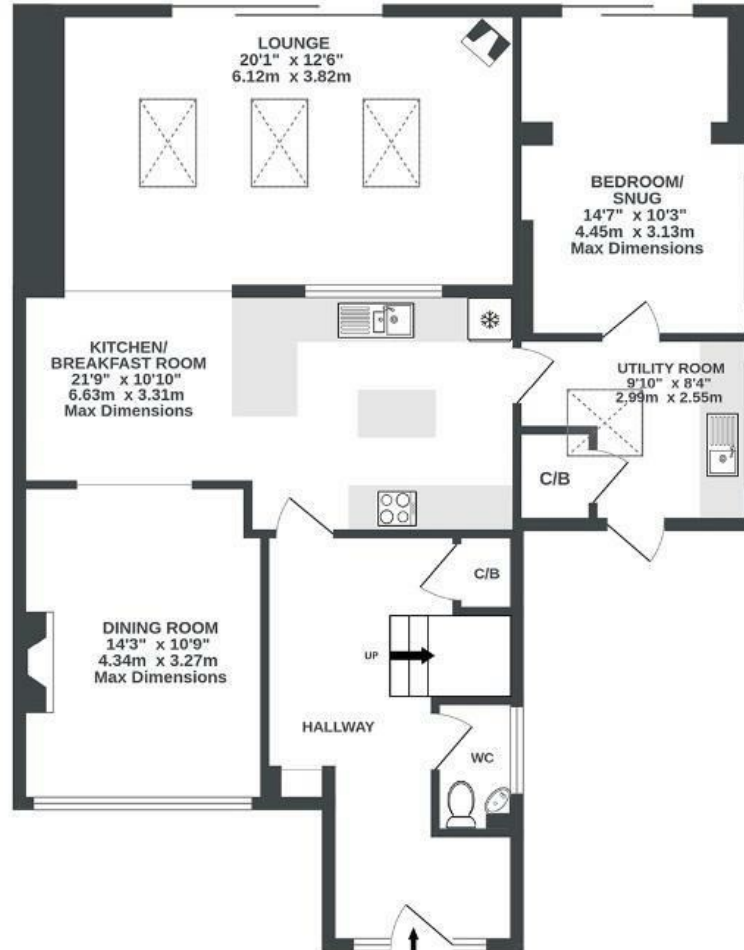 LOUNGE
20'1" x 12'6"
6.12m x 3.82m
BEDROOM/
SNUG
14'7" x 10'3"
4.45m x 3.13m
Max Dimensions
KITCHEN/
BREAKFAST ROOM
21'9" x 10'10"
6.63m x 3.31m
Max Dimensions
UTILITY ROOM
9'10" x 8'4"
2.99m x 2.55m
C/B
C/B
DINING ROOM
14'3" x 10'9"
4.34m x 3.27m
Max Dimensions
UP
HALLWAY
WC